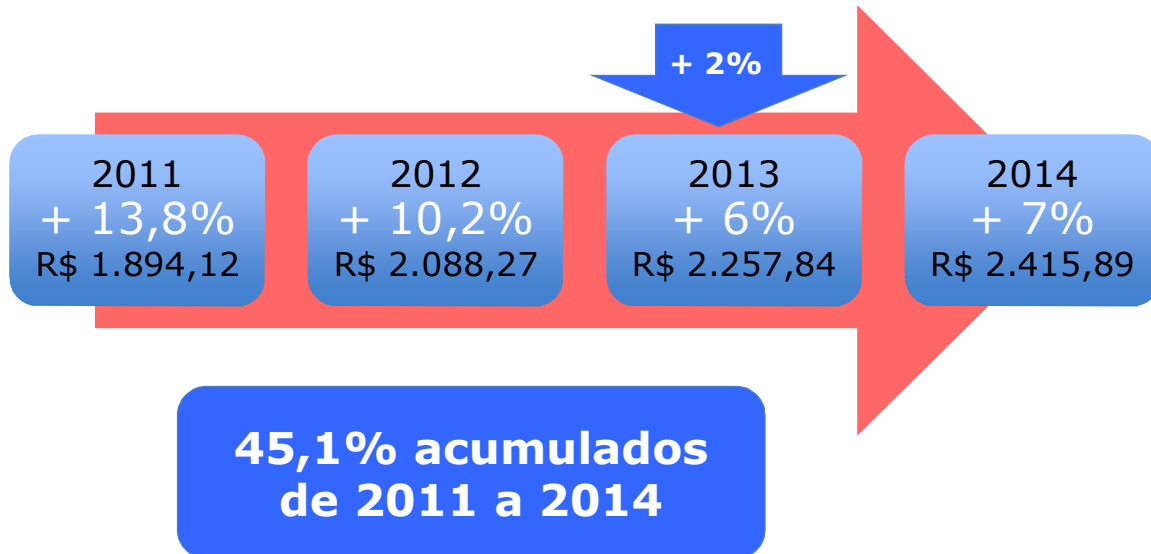 + 2%
2011
+ 13,8%
R$ 1.894,12
2012
+ 10,2%
R$ 2.088,27
2013
+ 6%
R$ 2.257,84
2014
+ 7%
R$ 2.415,89
45,1% acumulados
de 2011 a 2014